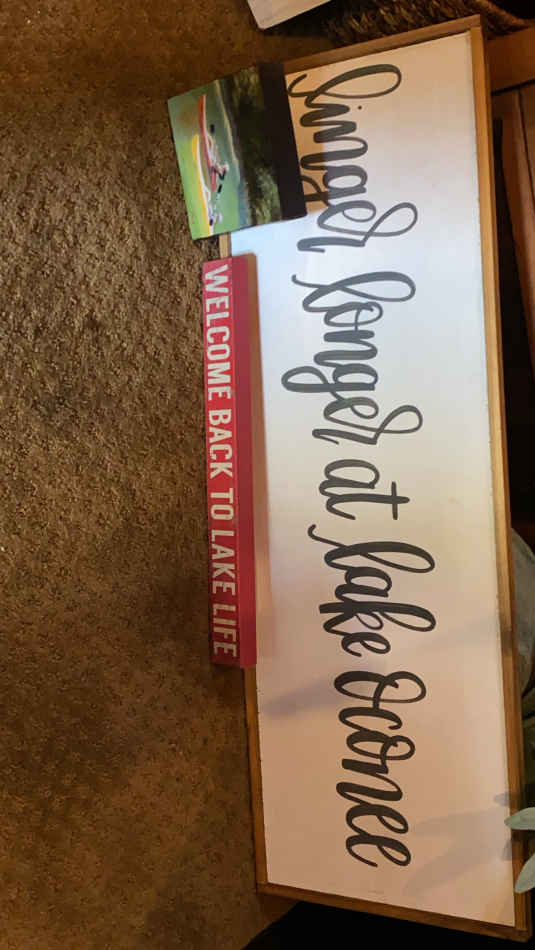 linger longer at lake Oconee
WELCOME BACK TO LAKE LIFE